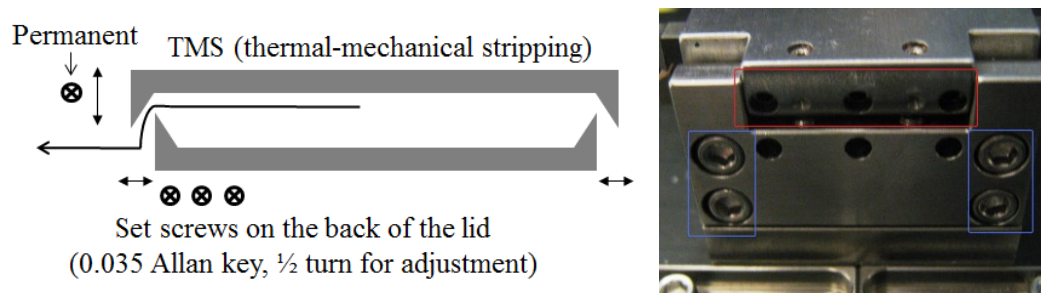 Permanent
TMS (thermal-mechanical stripping)
Set screws on the back of the lid
(0.035 Allan key, ½ turn for adjustment)